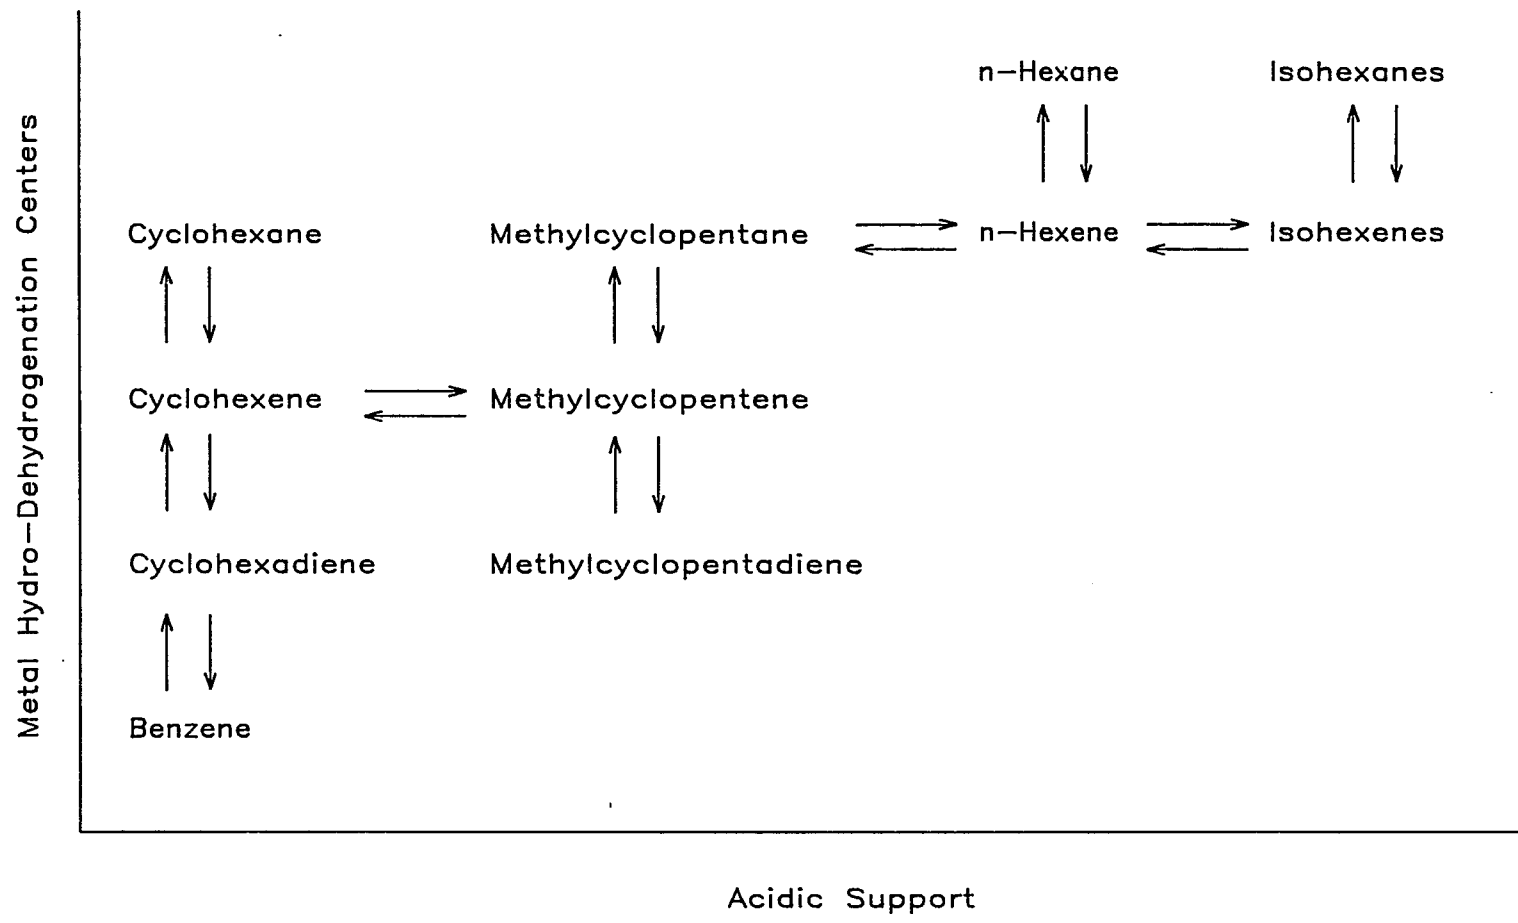 Metal Hydro-Dehydrogenation Centers
n-Hexane Isohexanes
Cyclohexane Methylcyclopentane n-Hexene Isohexenes
Cyclohexene Methylcyclopentene
Cyclohexadiene Methylcyclopentadiene
Benzene
Acidic Support